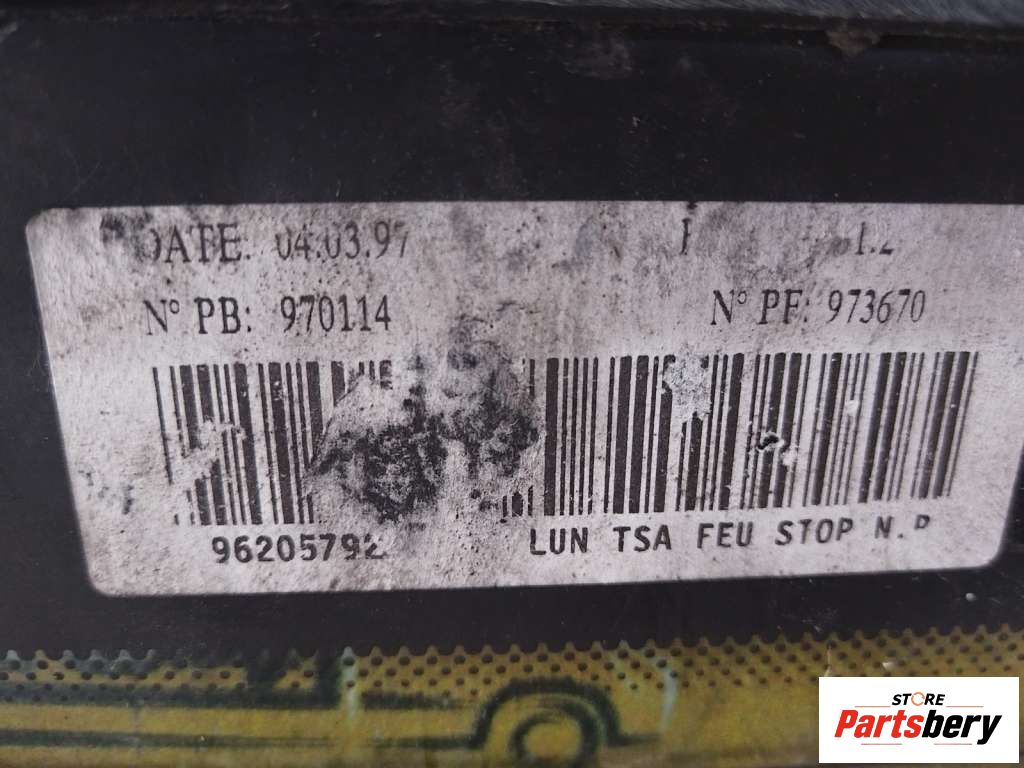 DATE: 04.03.97
N° PB: 970114 N° PF: 973670
96205792 LUN TSA FEU STOP N.P
STORE
Partsbery